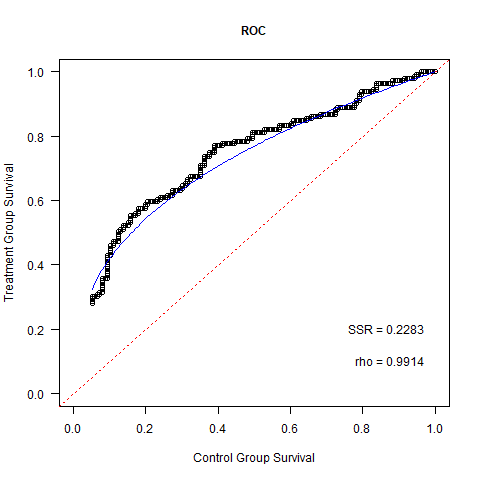 ROC
Treatment Group Survival
1.0
0.8
0.6
0.4
0.2
0.0
SSR = 0.2283
rho = 0.9914
0.0 0.2 0.4 0.6 0.8 1.0
Control Group Survival